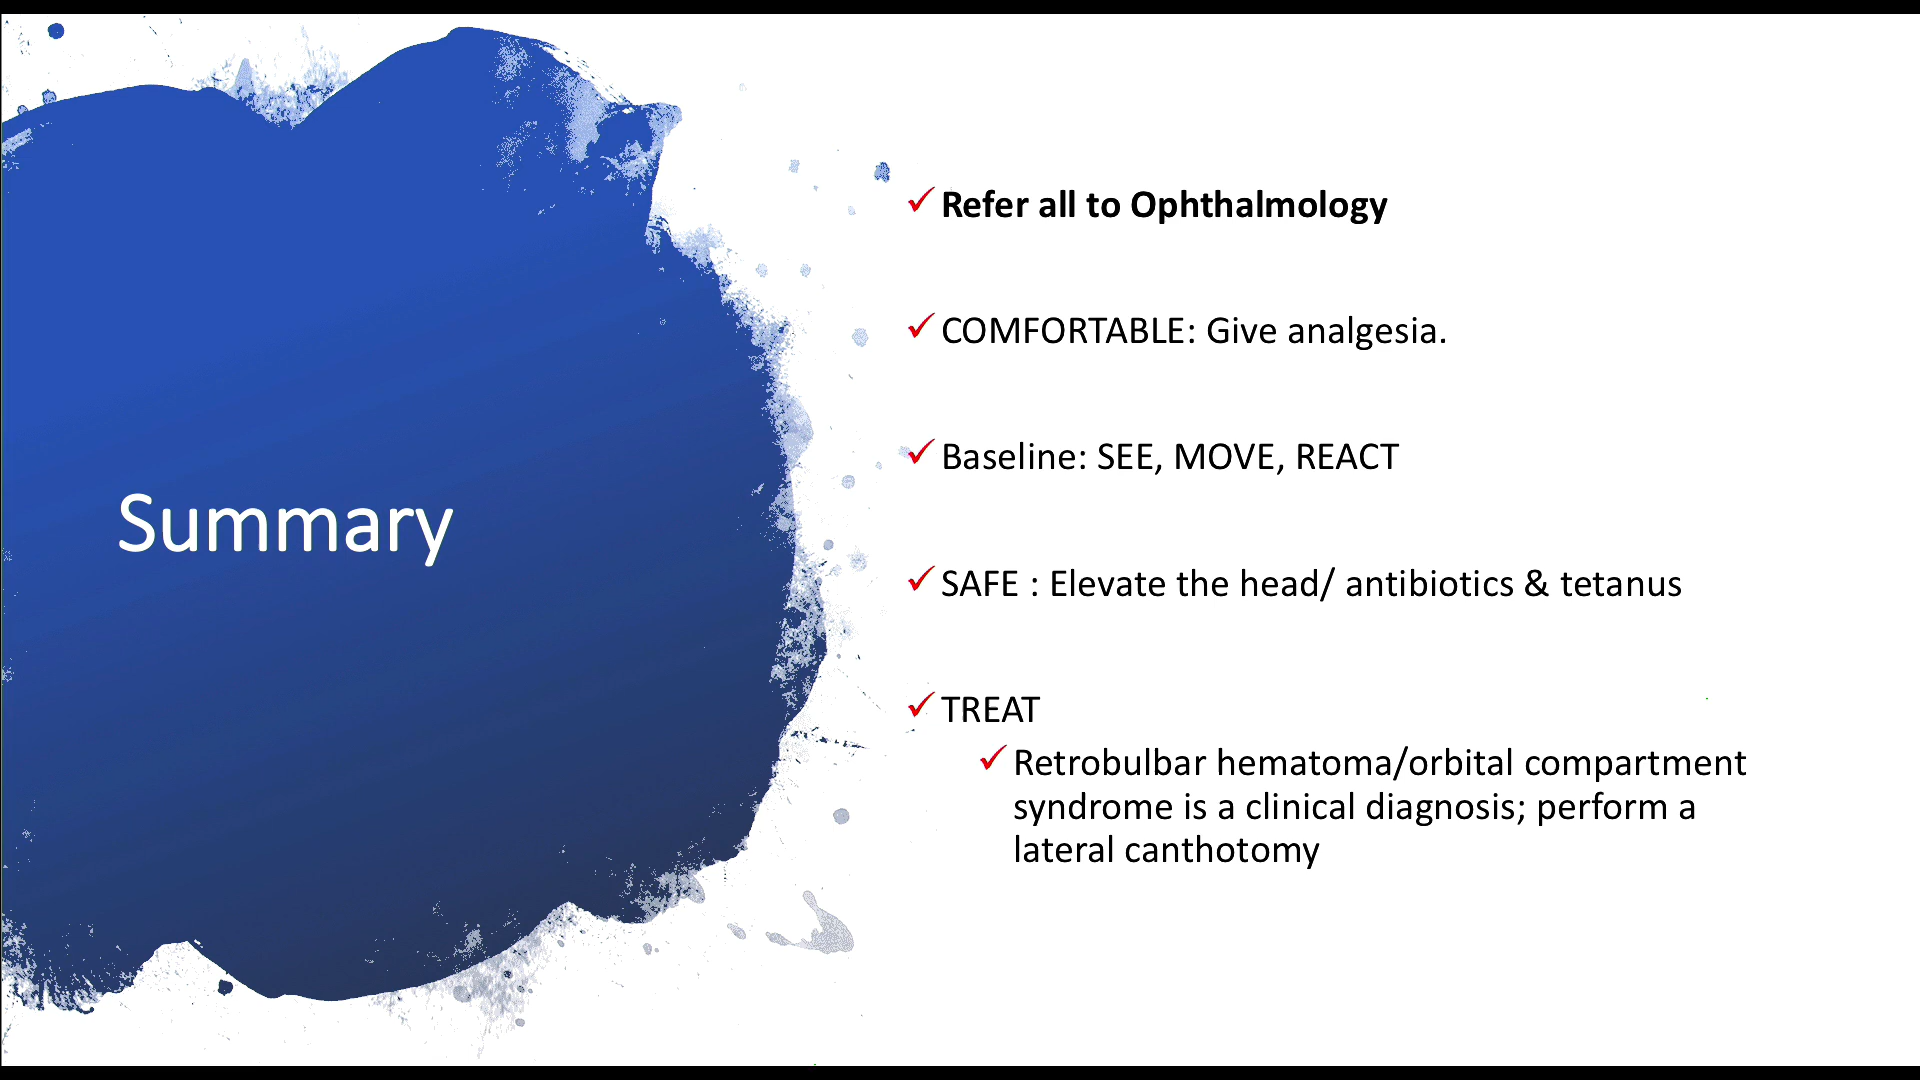 Summary
Refer all to Ophthalmology
COMFORTABLE: Give analgesia.
Baseline: SEE, MOVE, REACT
SAFE : Elevate the head/ antibiotics & tetanus
TREAT
Retrobulbar hematoma/orbital compartment
syndrome is a clinical diagnosis; perform a
lateral canthotomy